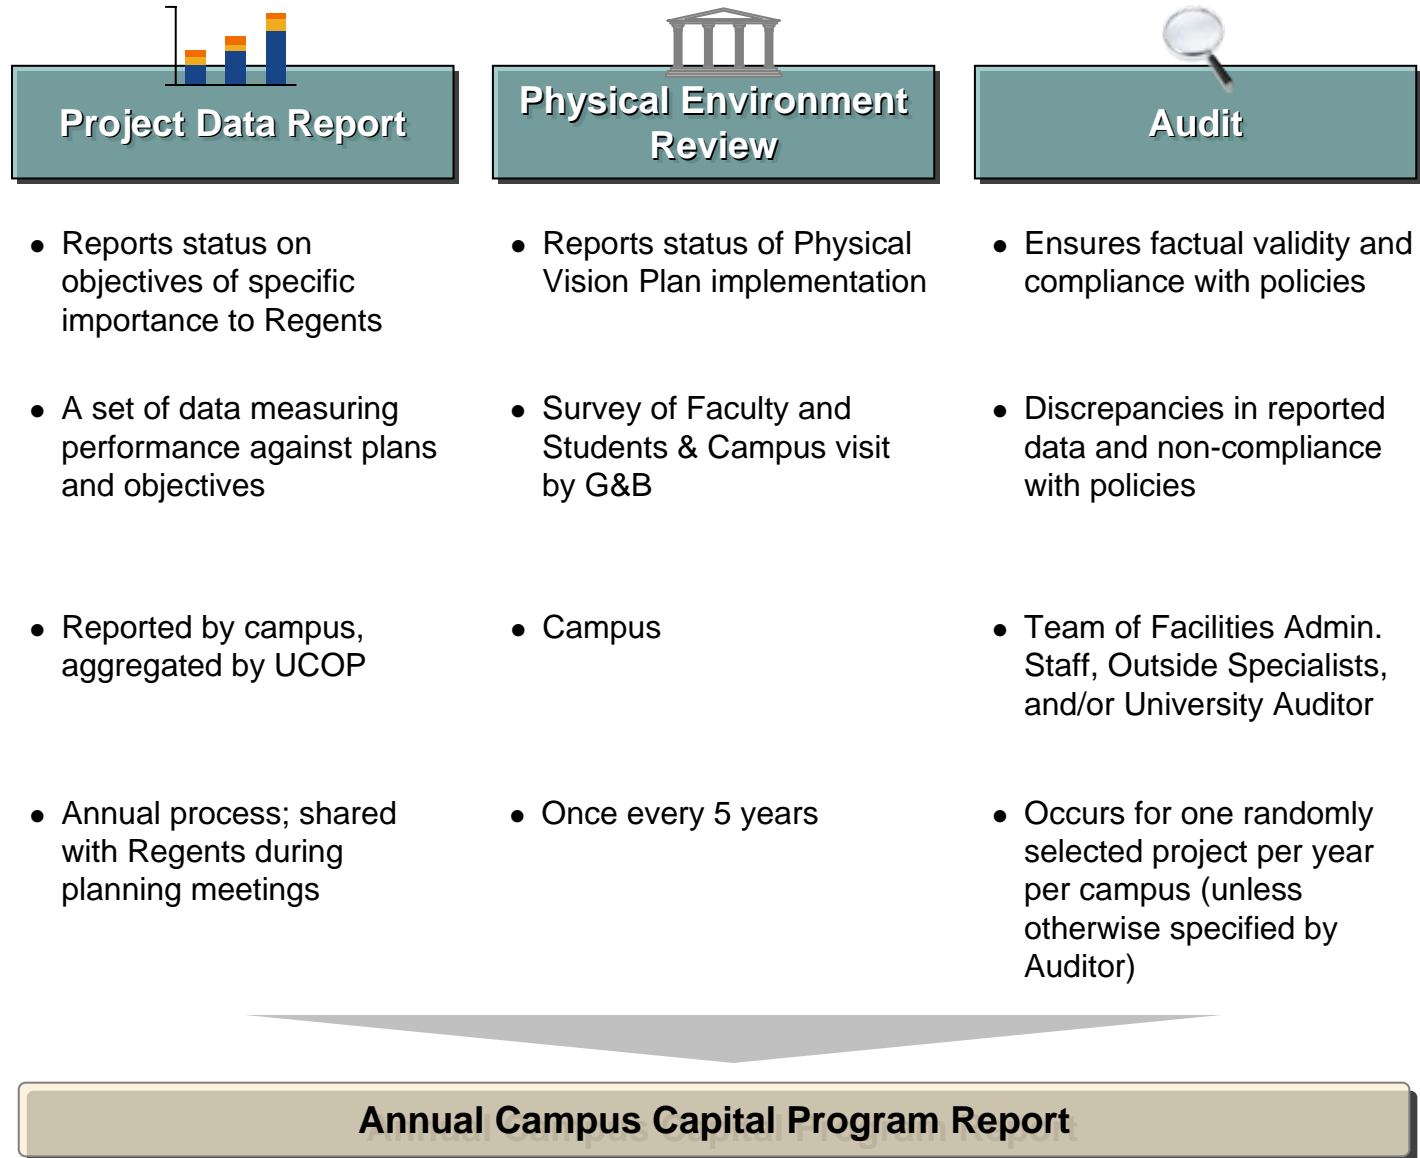 Project Data Report
Physical Environment
Review
Audit
● Reports status on
objectives of specific
importance to Regents
● Reports status of Physical
Vision Plan implementation
● Ensures factual validity and
compliance with policies
● A set of data measuring
performance against plans
and objectives
● Survey of Faculty and
Students & Campus visit
by G&B
● Discrepancies in reported
data and non-compliance
with policies
● Reported by campus,
aggregated by UCOP
● Campus
● Team of Facilities Admin.
Staff, Outside Specialists,
and/or University Auditor
● Annual process; shared
with Regents during
planning meetings
● Once every 5 years
● Occurs for one randomly
selected project per year
per campus (unless
otherwise specified by
Auditor)
Annual Campus Capital Program Report